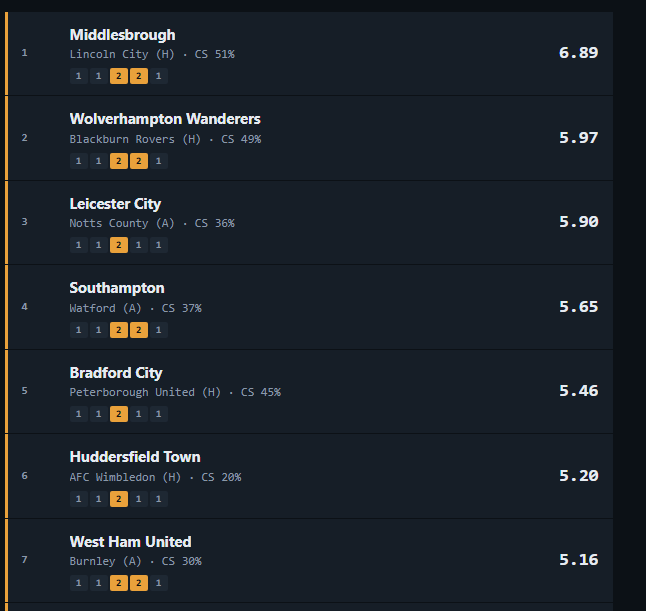 Middlesbrough
1
Lincoln City (H) · CS 51%
6.89
1 1 2 2 1
Wolverhampton Wanderers
2
Blackburn Rovers (H) · CS 49%
5.97
1 1 2 2 1
Leicester City
3
Notts County (A) · CS 36%
5.90
1 1 2 1 1
Southampton
4
Watford (A) · CS 37%
5.65
1 1 2 2 1
Bradford City
5
Peterborough United (H) · CS 45%
5.46
1 1 2 1 1
Huddersfield Town
6
AFC Wimbledon (H) · CS 20%
5.20
1 1 2 1 1
West Ham United
7
Burnley (A) · CS 30%
5.16
1 1 2 2 1